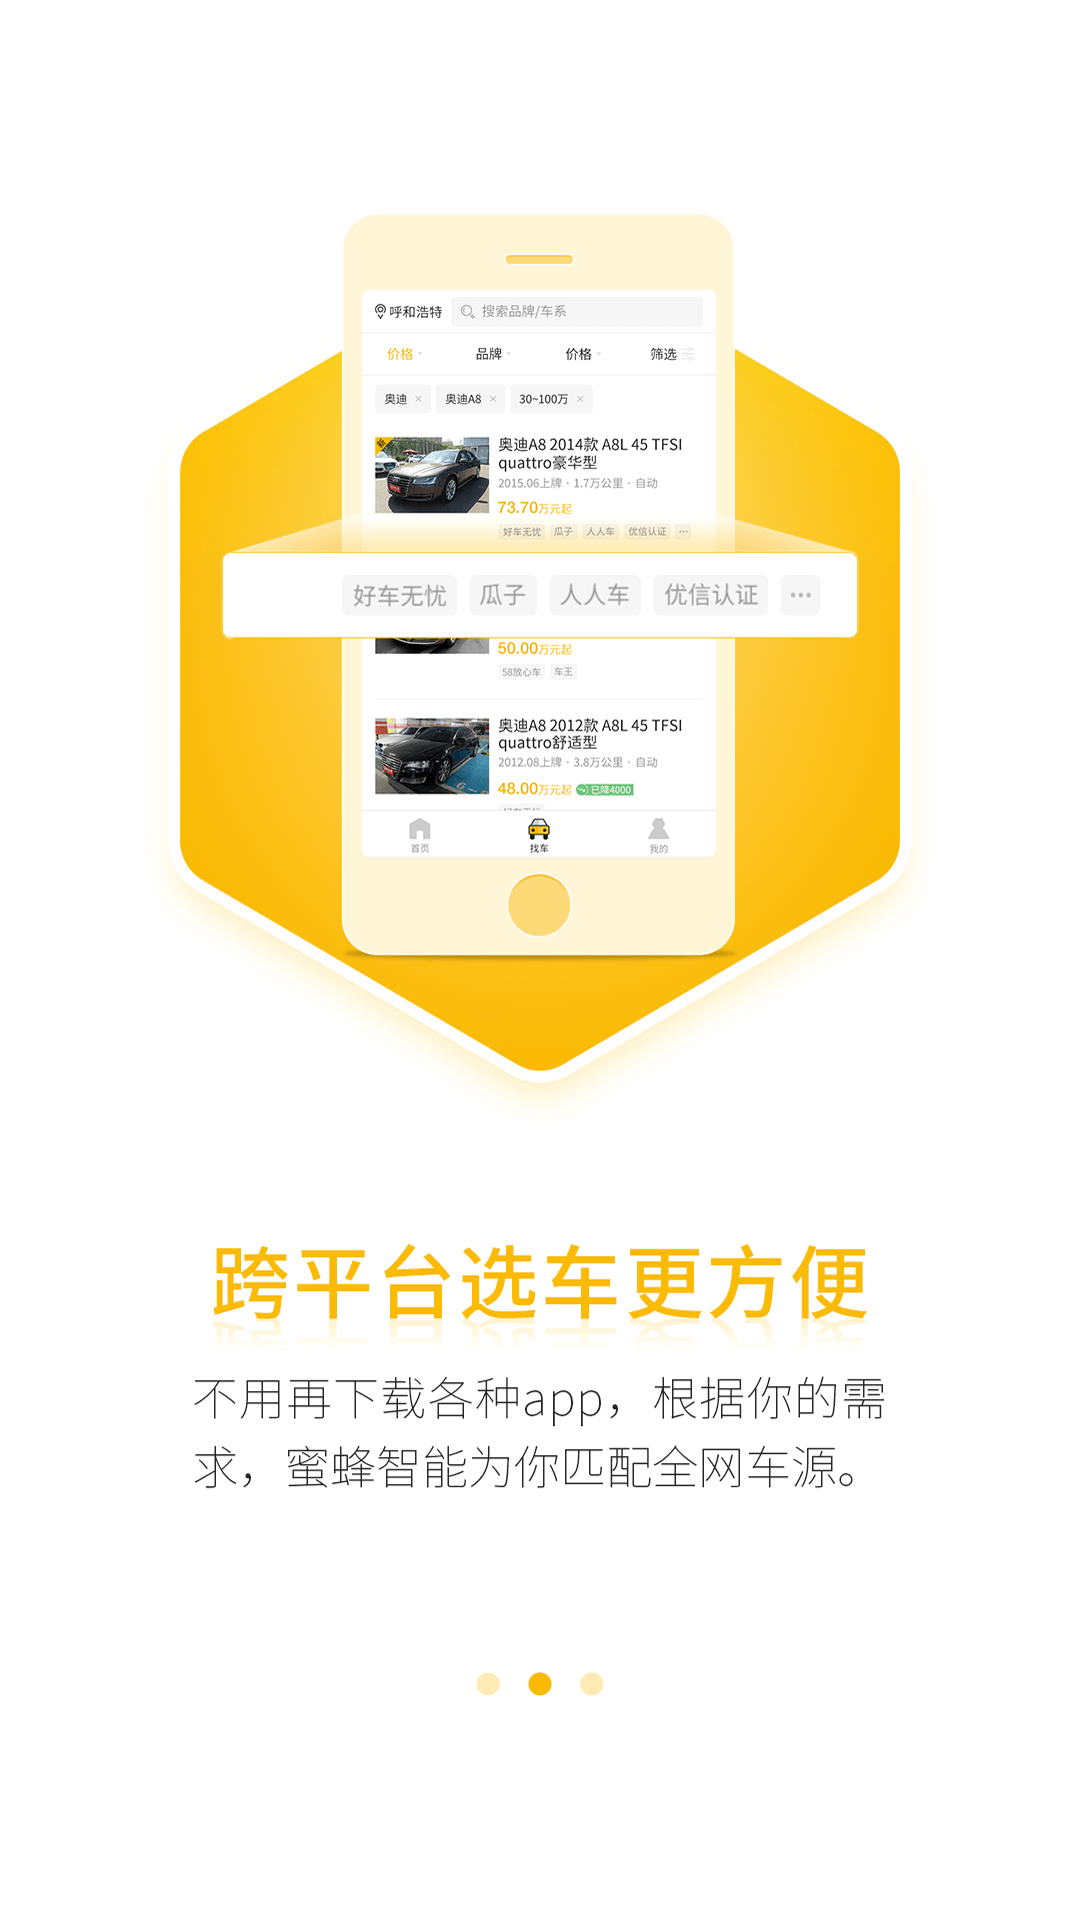 呼和浩特 搜索品牌/车系
价格 品牌 价格 筛选
奥迪 × 奥迪A8 × 30~100万 ×
新
奥迪A8 2014款 A8L 45 TFSI
quattro豪华型
2015.06上牌 · 1.7万公里 · 自动
73.70万元起
好车无忧 瓜子 人人车 优信认证 ···
好车无忧 瓜子 人人车 优信认证 ···
50.00万元起
58放心车 车王
奥迪A8 2012款 A8L 45 TFSI
quattro舒适型
2012.08上牌 · 3.8万公里 · 自动
48.00万元起 已降4000
首页 找车 我的
跨平台选车更方便
不用再下载各种app，根据你的需
求，蜜蜂智能为你匹配全网车源。